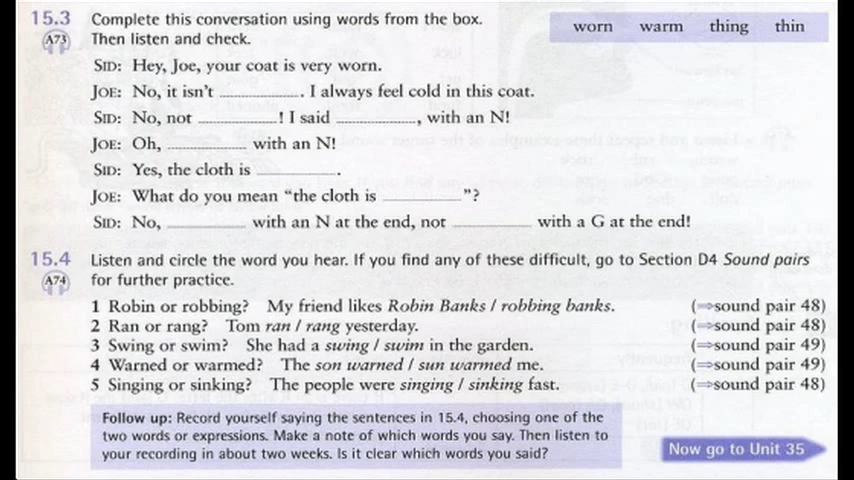 15.3 Complete this conversation using words from the box.
worn warm thing thin
A73 Then listen and check.
SID: Hey, Joe, your coat is very worn.
JOE: No, it isn't ________. I always feel cold in this coat.
SID: No, not ________! I said ________, with an N!
JOE: Oh, ________ with an N!
SID: Yes, the cloth is ________.
JOE: What do you mean “the cloth is ________”?
SID: No, ________ with an N at the end, not ________ with a G at the end!
15.4 Listen and circle the word you hear. If you find any of these difficult, go to Section D4 Sound pairs
A74 for further practice.
1 Robin or robbing? My friend likes Robin Banks / robbing banks. (⇒sound pair 48)
2 Ran or rang? Tom ran / rang yesterday. (⇒sound pair 48)
3 Swing or swim? She had a swing / swim in the garden. (⇒sound pair 49)
4 Warned or warmed? The son warned / sun warmed me. (⇒sound pair 49)
5 Singing or sinking? The people were singing / sinking fast. (⇒sound pair 48)
Follow up: Record yourself saying the sentences in 15.4, choosing one of the
two words or expressions. Make a note of which words you say. Then listen to
your recording in about two weeks. Is it clear which words you said?
Now go to Unit 35